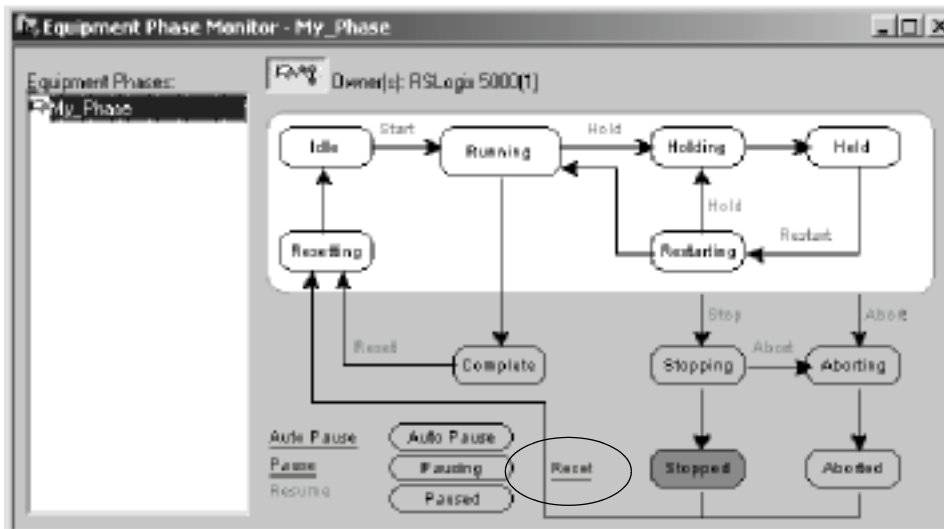 Equipment Phase Monitor - My_Phase
Equipment Phases:
My_Phase
Owner(s): RSLogix 5000(1)
Idle
Start
Running
Hold
Holding
Held
Hold
Restart
Resetting
Restarting
Stop
Abort
Reset
Complete
Stopping
Abort
Aborting
Auto Pause
Auto Pause
Pause
Pausing
Reset
Stopped
Aborted
Resume
Paused